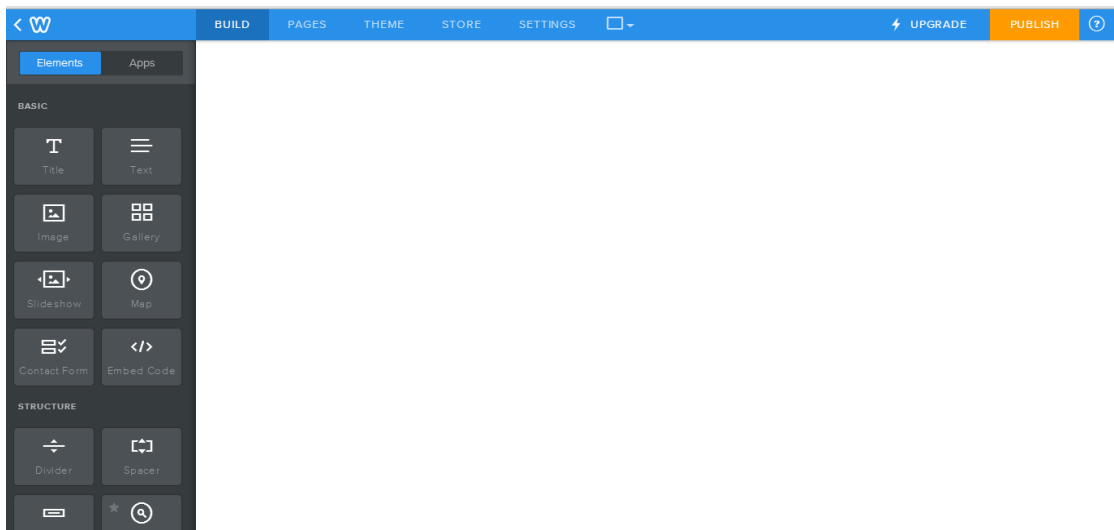 BUILD PAGES THEME STORE SETTINGS UPGRADE PUBLISH ?
Elements Apps
BASIC
Title Text
Image Gallery
Slideshow Map
Contact Form Embed Code
STRUCTURE
Divider Spacer